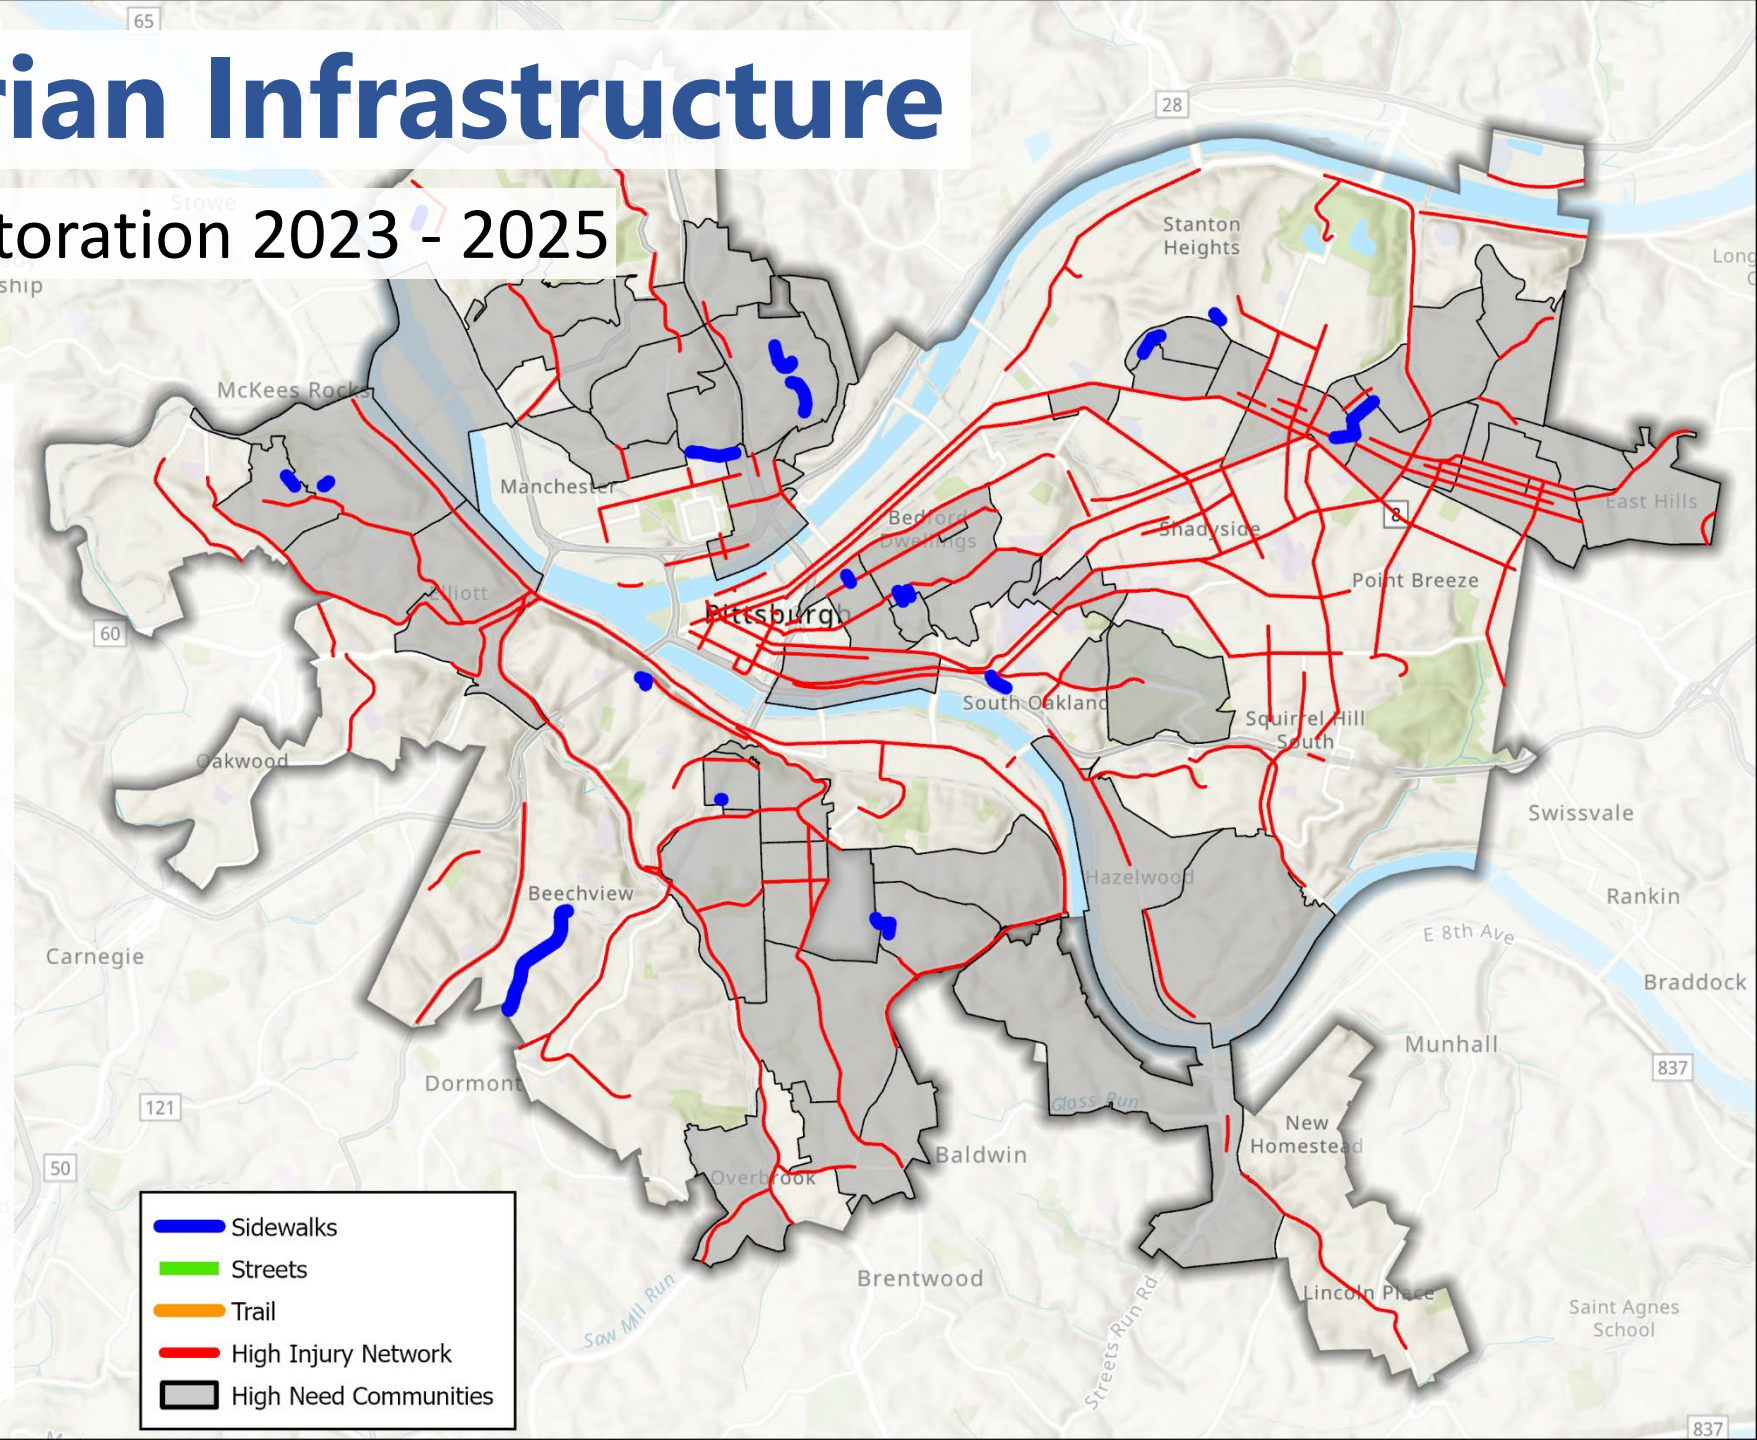 65
rian Infrastructure
28
Stowe
toration 2023 - 2025
Stanton
Heights
ship
McKees Rocks
Manchester
Bedford
Dwellings
Shadyside
8
East Hills
Elliott
Point Breeze
Pittsburgh
60
South Oakland
Squirrel Hill
South
Oakwood
Swissvale
Beechview
Hazelwood
Rankin
E 8th Ave
Carnegie
Braddock
Munhall
837
Dormont
121
Glass Run
New
Homestead
50
Baldwin
Overbrook
Sidewalks
Streets
Trail
High Injury Network
High Need Communities
Brentwood
Saw Mill Run
Streets Run Rd
Lincoln Place
Saint Agnes
School
837